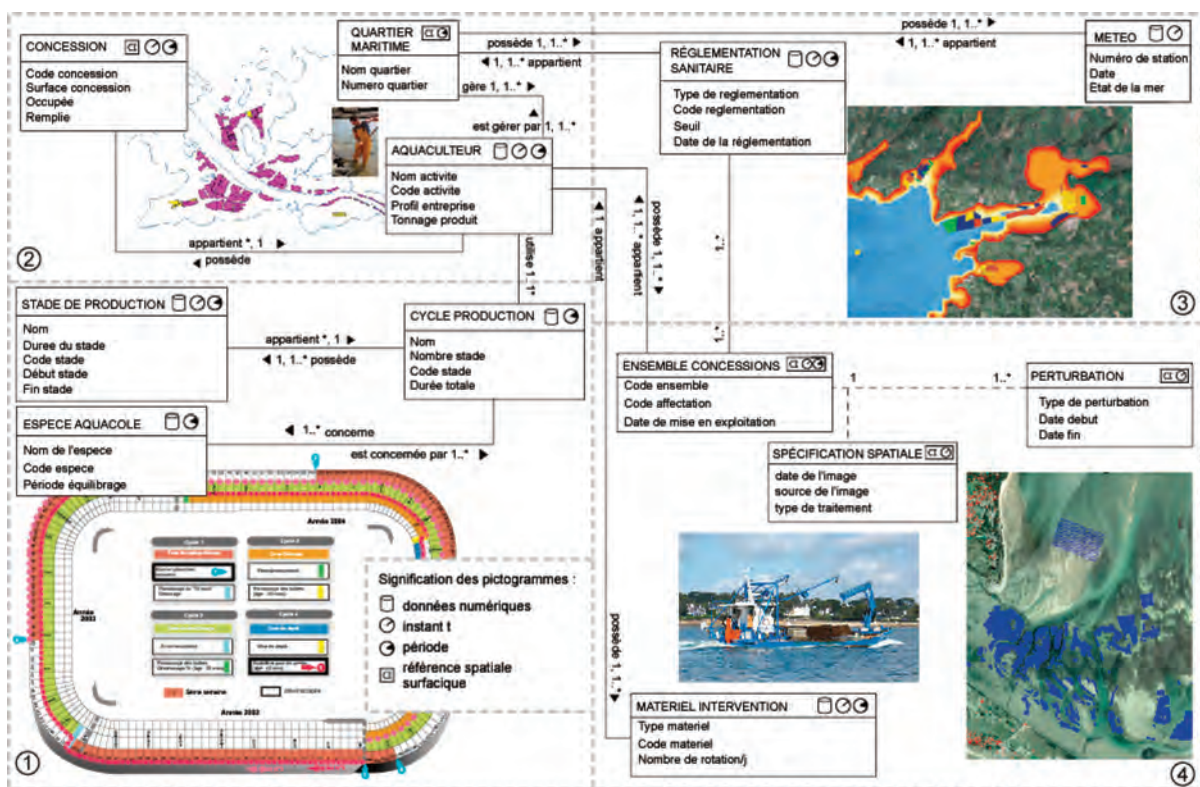 CONCESSION
Code concession
Surface concession
Occupée
Remplie
QUARTIER
MARITIME
Nom quartier
Numero quartier
possède 1, 1..*
1, 1..* appartient
gère 1, 1..*
est gérer par 1, 1..*
AQUACULTEUR
Nom activite
Code activite
Profil entreprise
Tonnage produit
appartient *, 1
possède
2
possède 1, 1..*
1, 1..* appartient
RÉGLEMENTATION
SANITAIRE
Type de reglementation
Code reglementation
Seuil
Date de la réglementation
METEO
Numéro de station
Date
Etat de la mer
3
utilise 1 1*
1 appartient
possède 1, 1..*
1, 1..* appartient
1..*
1..*
STADE DE PRODUCTION
Nom
Duree du stade
Code stade
Début stade
Fin stade
appartient *, 1
1, 1..* possède
CYCLE PRODUCTION
Nom
Nombre stade
Code stade
Durée totale
ESPECE AQUACOLE
Nom de l'espece
Code espece
Période équilibrage
1..* concerne
est concernée par 1..*
Année 2004
Année
2003
Année 2002
Cycle 1
Cycle 2
Cycle 3
Cycle 4
Signification des pictogrammes :
données numériques
instant t
période
référence spatiale
surfacique
1
ENSEMBLE CONCESSIONS
Code ensemble
Code affectation
Date de mise en exploitation
1
1..*
PERTURBATION
Type de perturbation
Date debut
Date fin
SPÉCIFICATION SPATIALE
date de l'image
source de l'image
type de traitement
possède 1, 1..*
MATERIEL INTERVENTION
Type materiel
Code materiel
Nombre de rotation/j
4